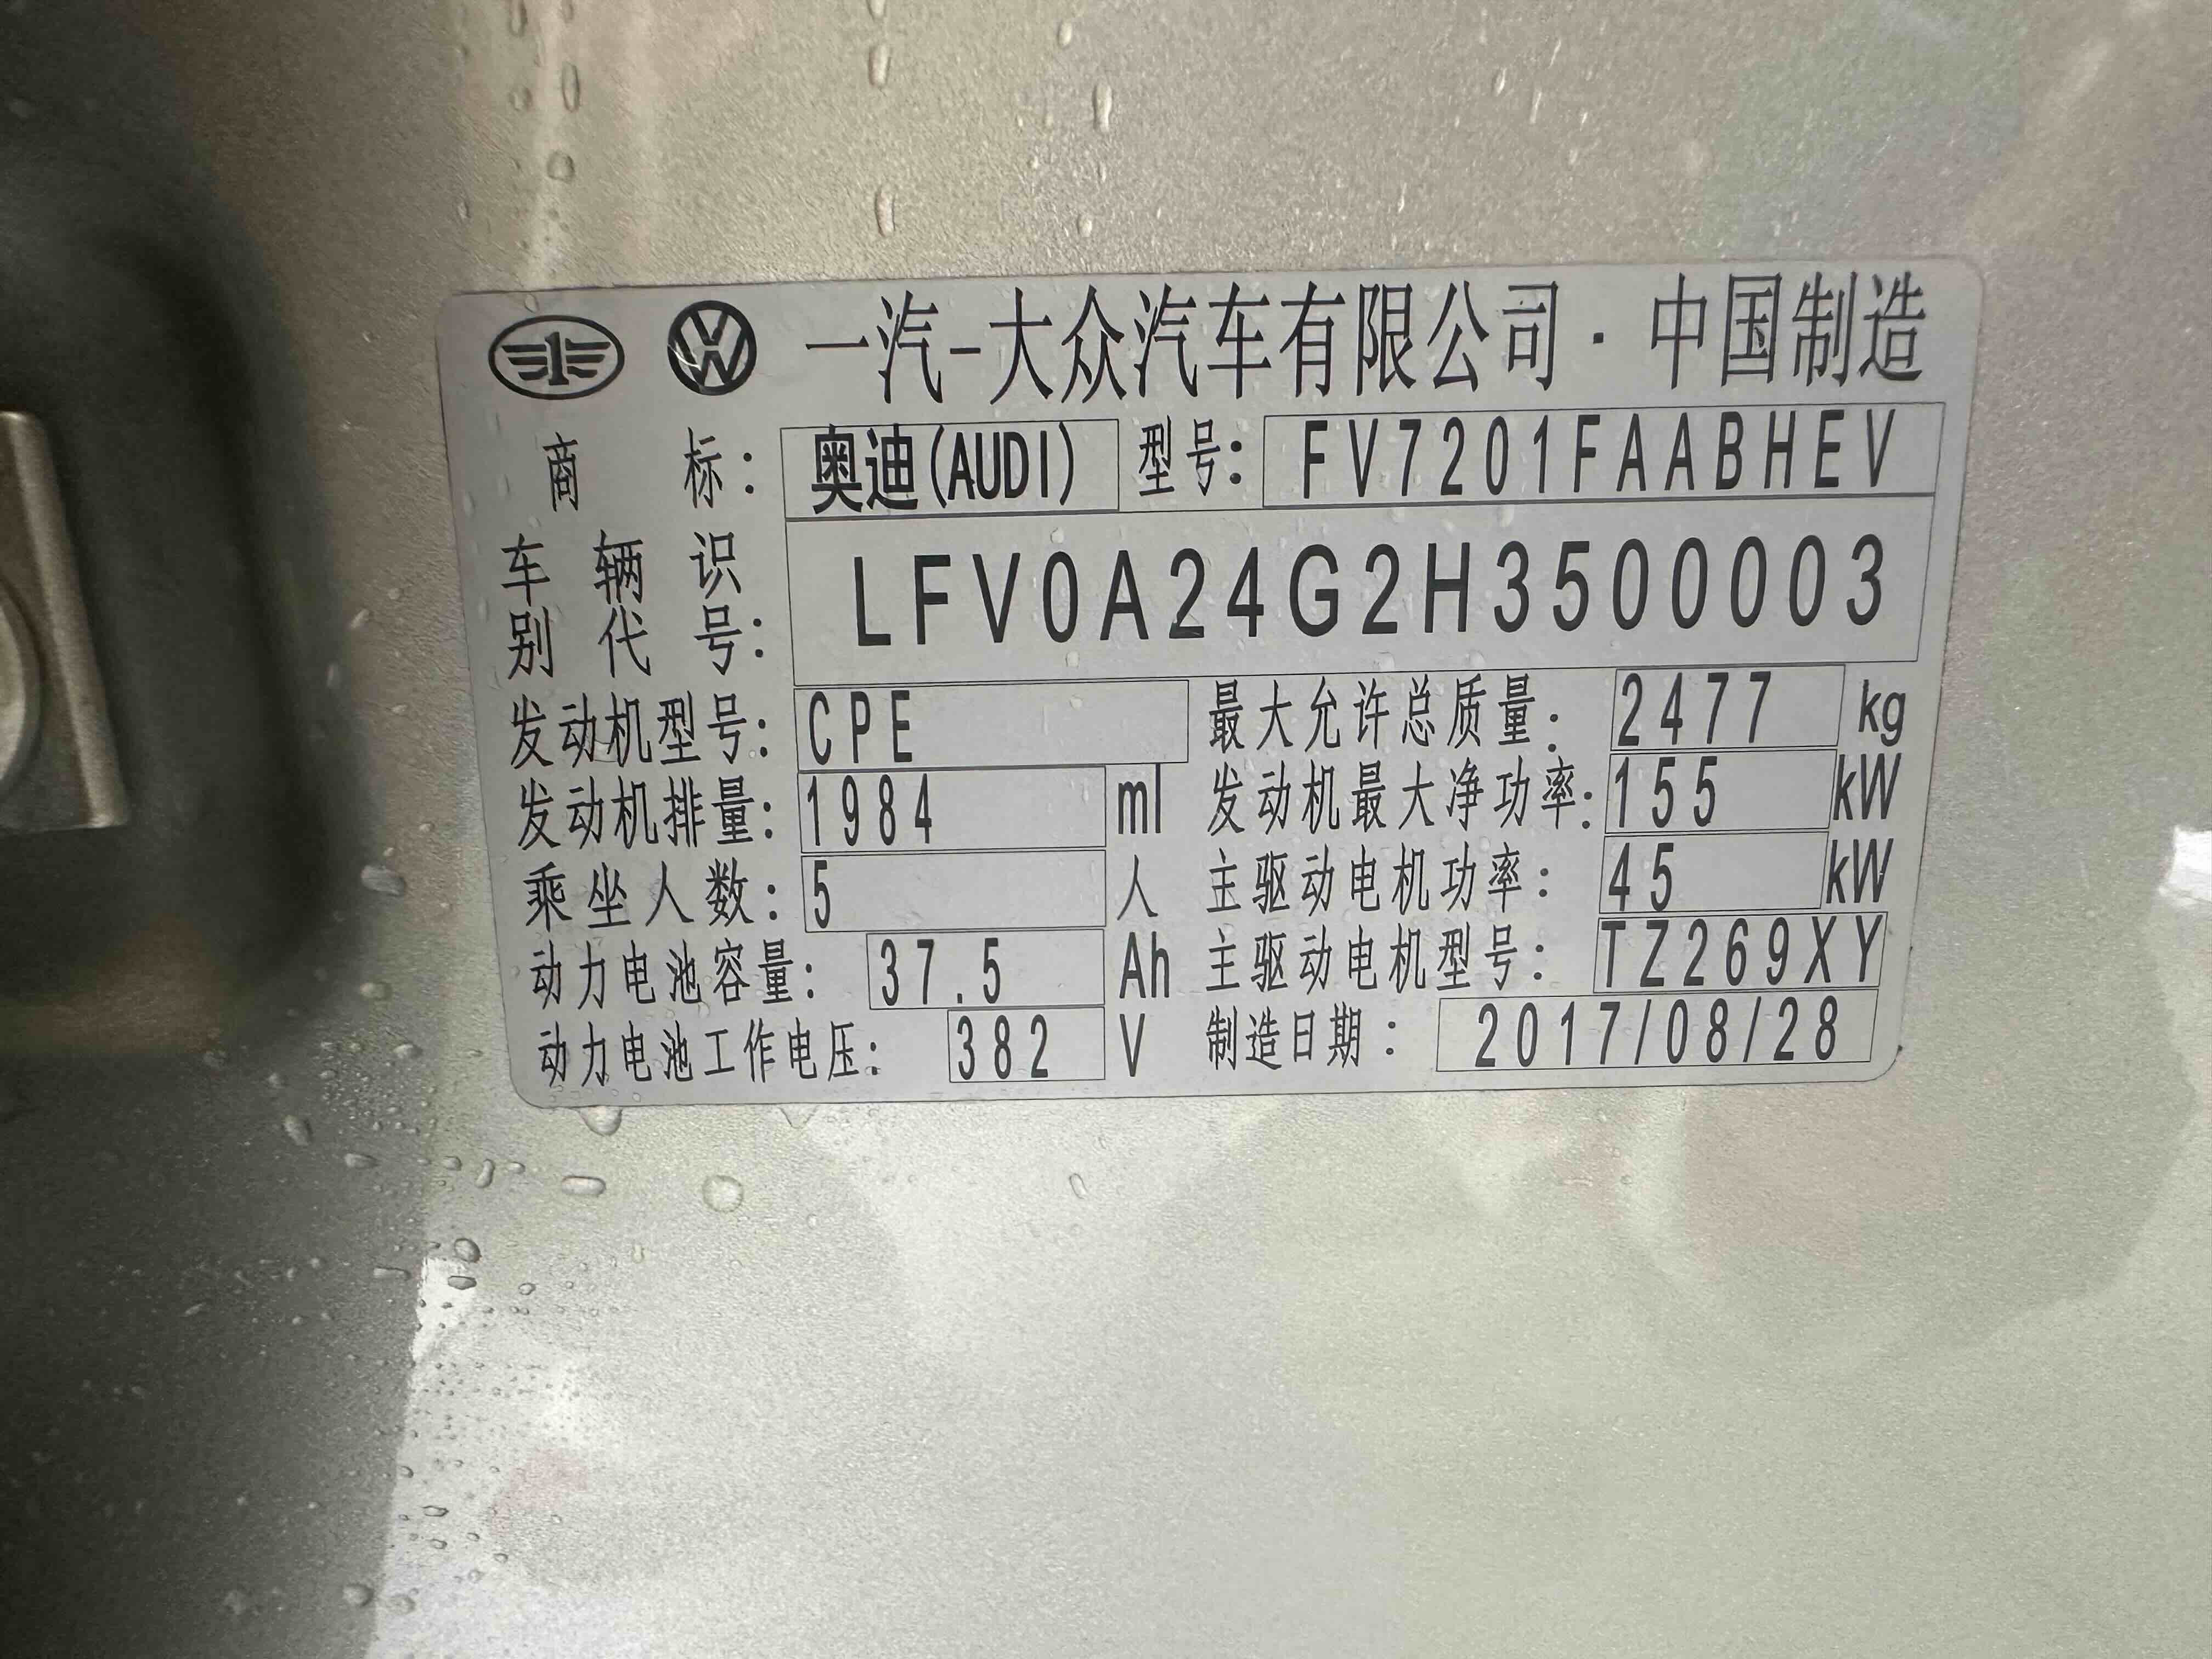 一汽-大众汽车有限公司·中国制造
商 标: 奥迪(AUDI) 型号: FV7201FAABHEV
车辆识别代号: LFV0A24G2H3500003
发动机型号: CPE 最大允许总质量: 2477 kg
发动机排量: 1984 ml 发动机最大净功率: 155 kW
乘坐人数: 5 人 主驱动电机功率: 45 kW
动力电池容量: 37.5 Ah 主驱动电机型号: TZ269XY
动力电池工作电压: 382 V 制造日期: 2017/08/28